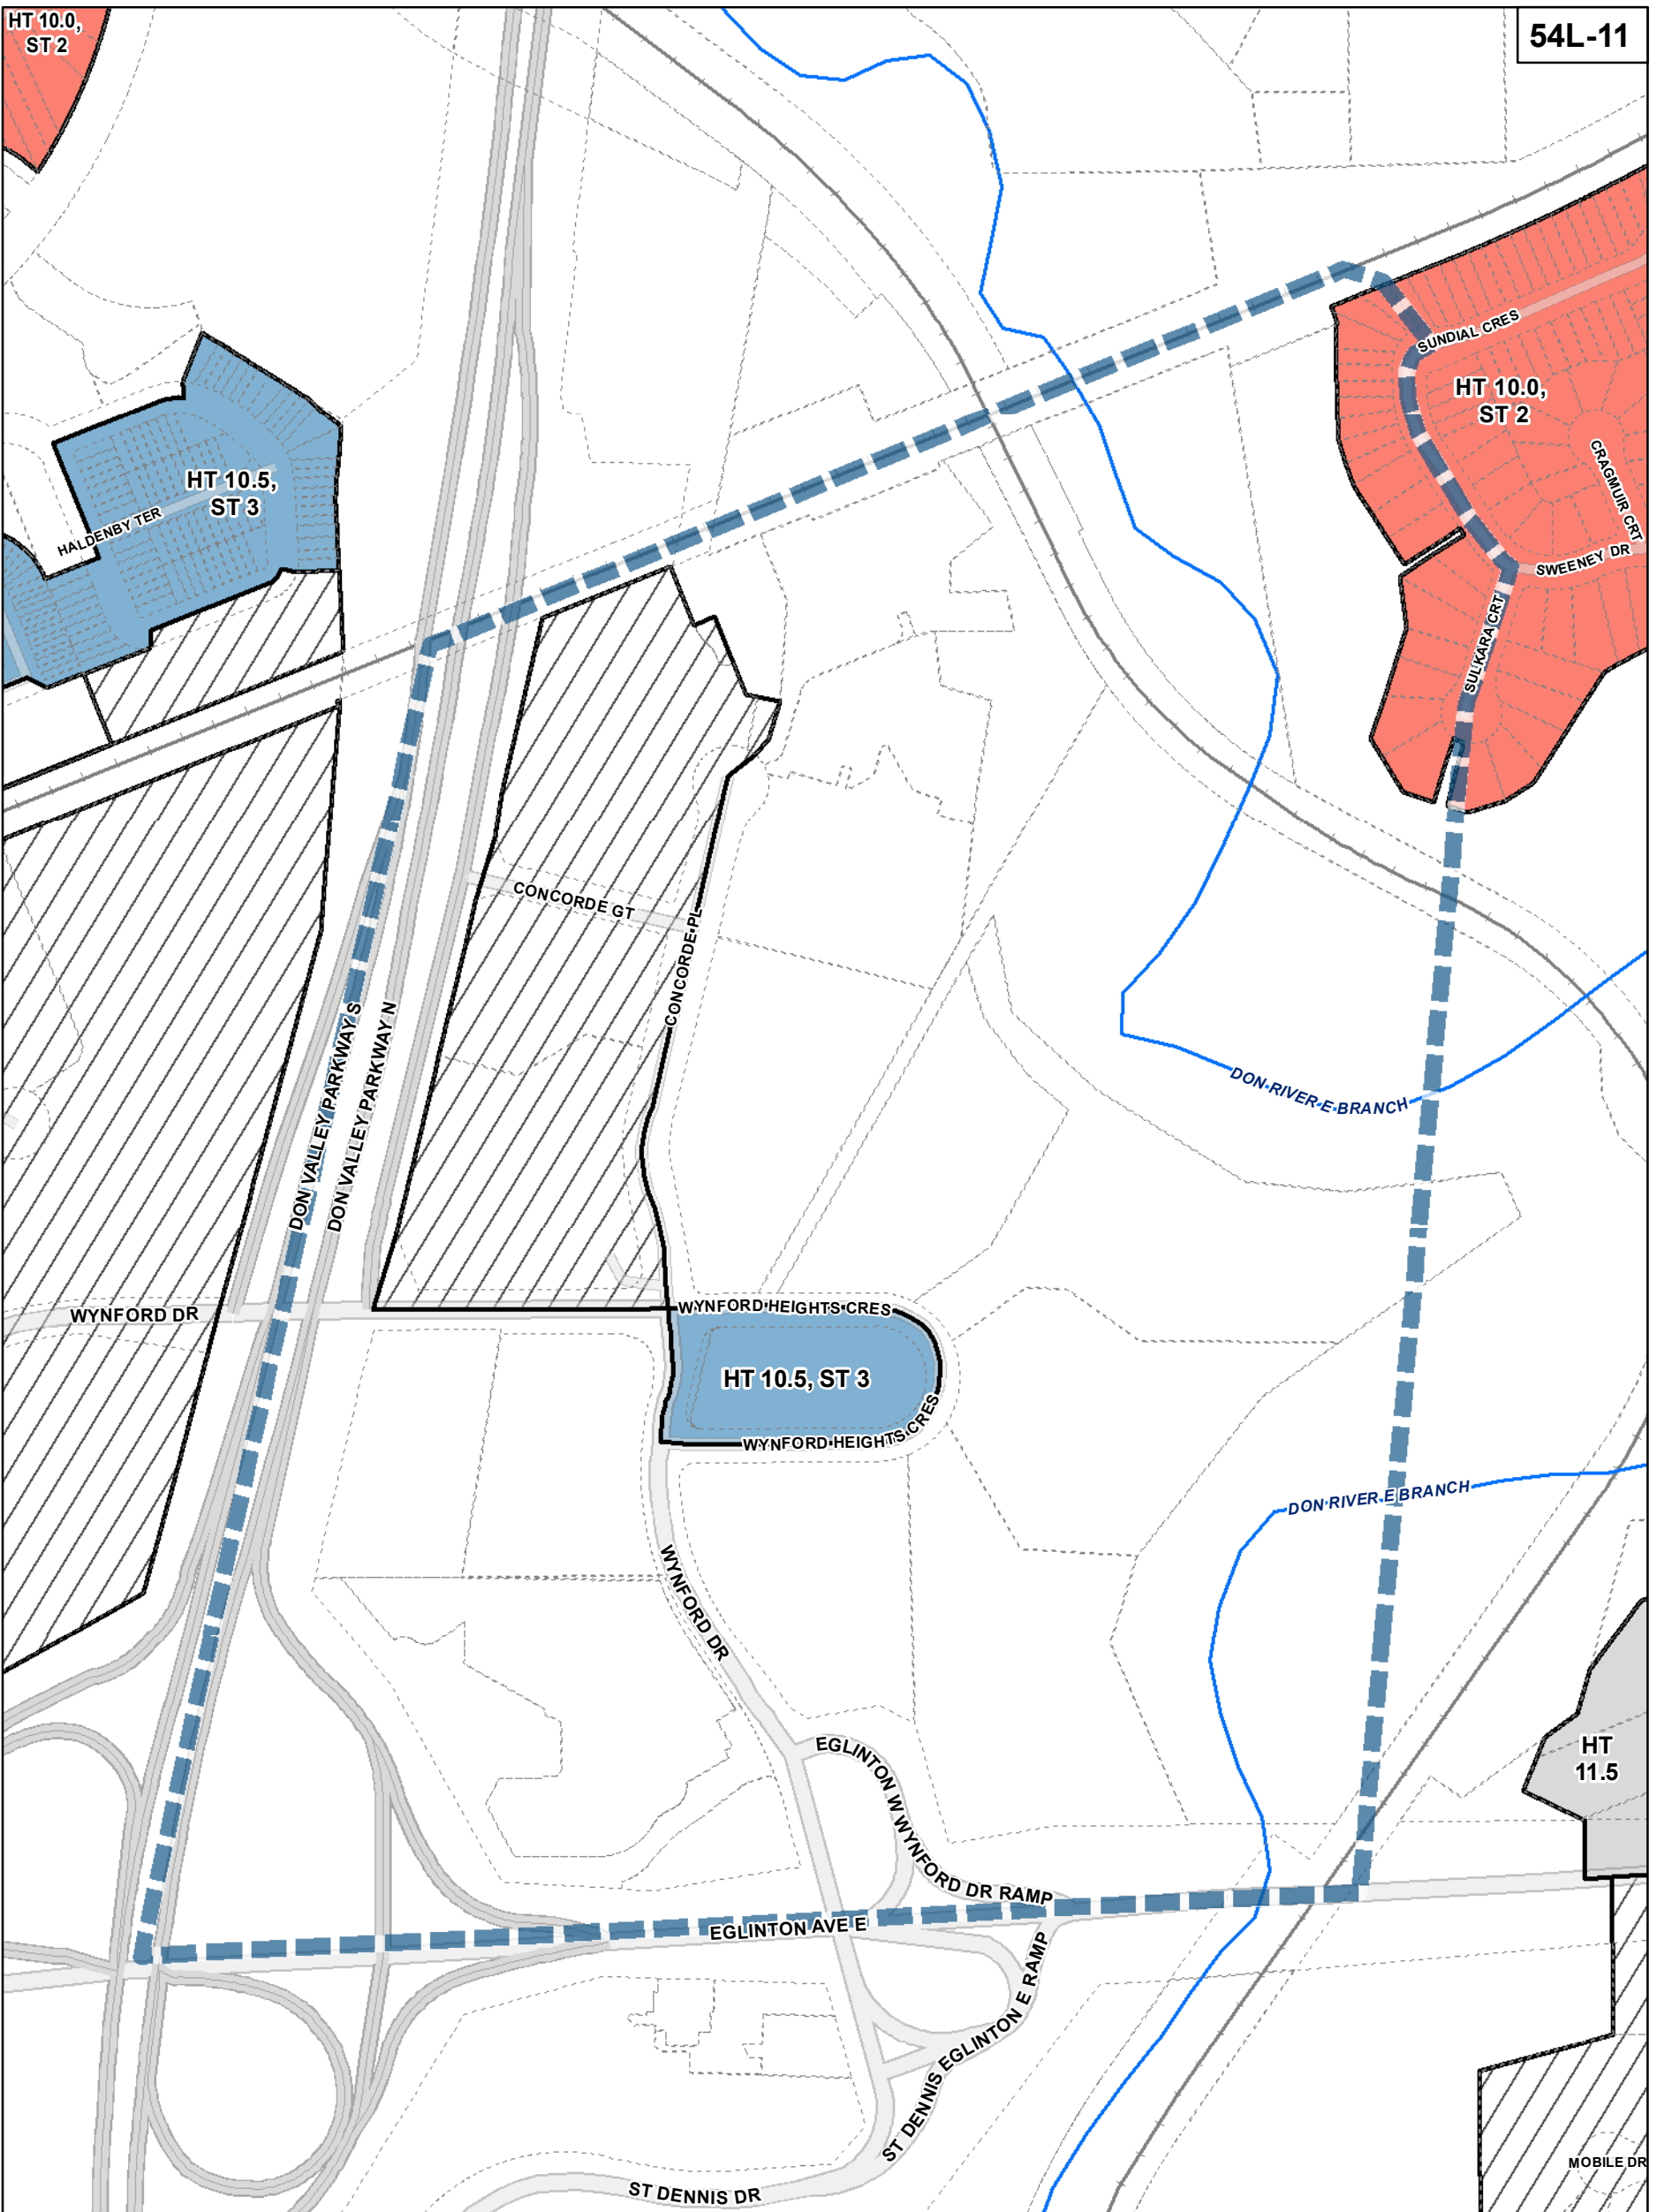 HT 10.0,
ST 2
54L-11
SUNDIAL CRES
HT 10.0,
ST 2
CRAGMUIR CRT
HT 10.5,
ST 3
HALDENBY TER
SWEENEY DR
SULKARA CRT
CONCORDE GT
CONCORDE PL
DON VALLEY PARKWAY S
DON VALLEY PARKWAY N
DON RIVER E BRANCH
WYNFORD DR
WYNFORD HEIGHTS CRES
HT 10.5, ST 3
WYNFORD HEIGHTS CRES
DON RIVER E BRANCH
WYNFORD DR
EGLINTON W WYNFORD DR RAMP
HT
11.5
EGLINTON AVE E
ST DENNIS EGLINTON E RAMP
MOBILE DR
ST DENNIS DR